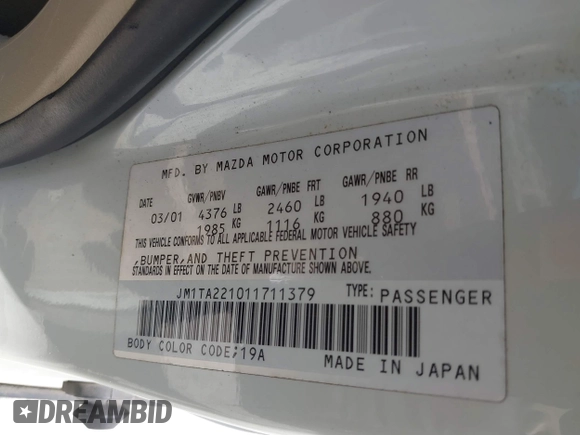 MFD. BY MAZDA MOTOR CORPORATION
DATE GVWR/PNBV GAWR/PNBE FRT GAWR/PNBE RR
03/01 4376 LB 2460 LB 1940 LB
1985 KG 1116 KG 880 KG
THIS VEHICLE CONFORMS TO ALL APPLICABLE FEDERAL MOTOR VEHICLE SAFETY
,BUMPER,AND THEFT PREVENTION
STANDARDS IN EFFECT ON THE DATE OF MANUFACTURE SHOWN ABOVE.
JM1TA221011711379 TYPE: PASSENGER
BODY COLOR CODE;19A MADE IN JAPAN
DREAMBID